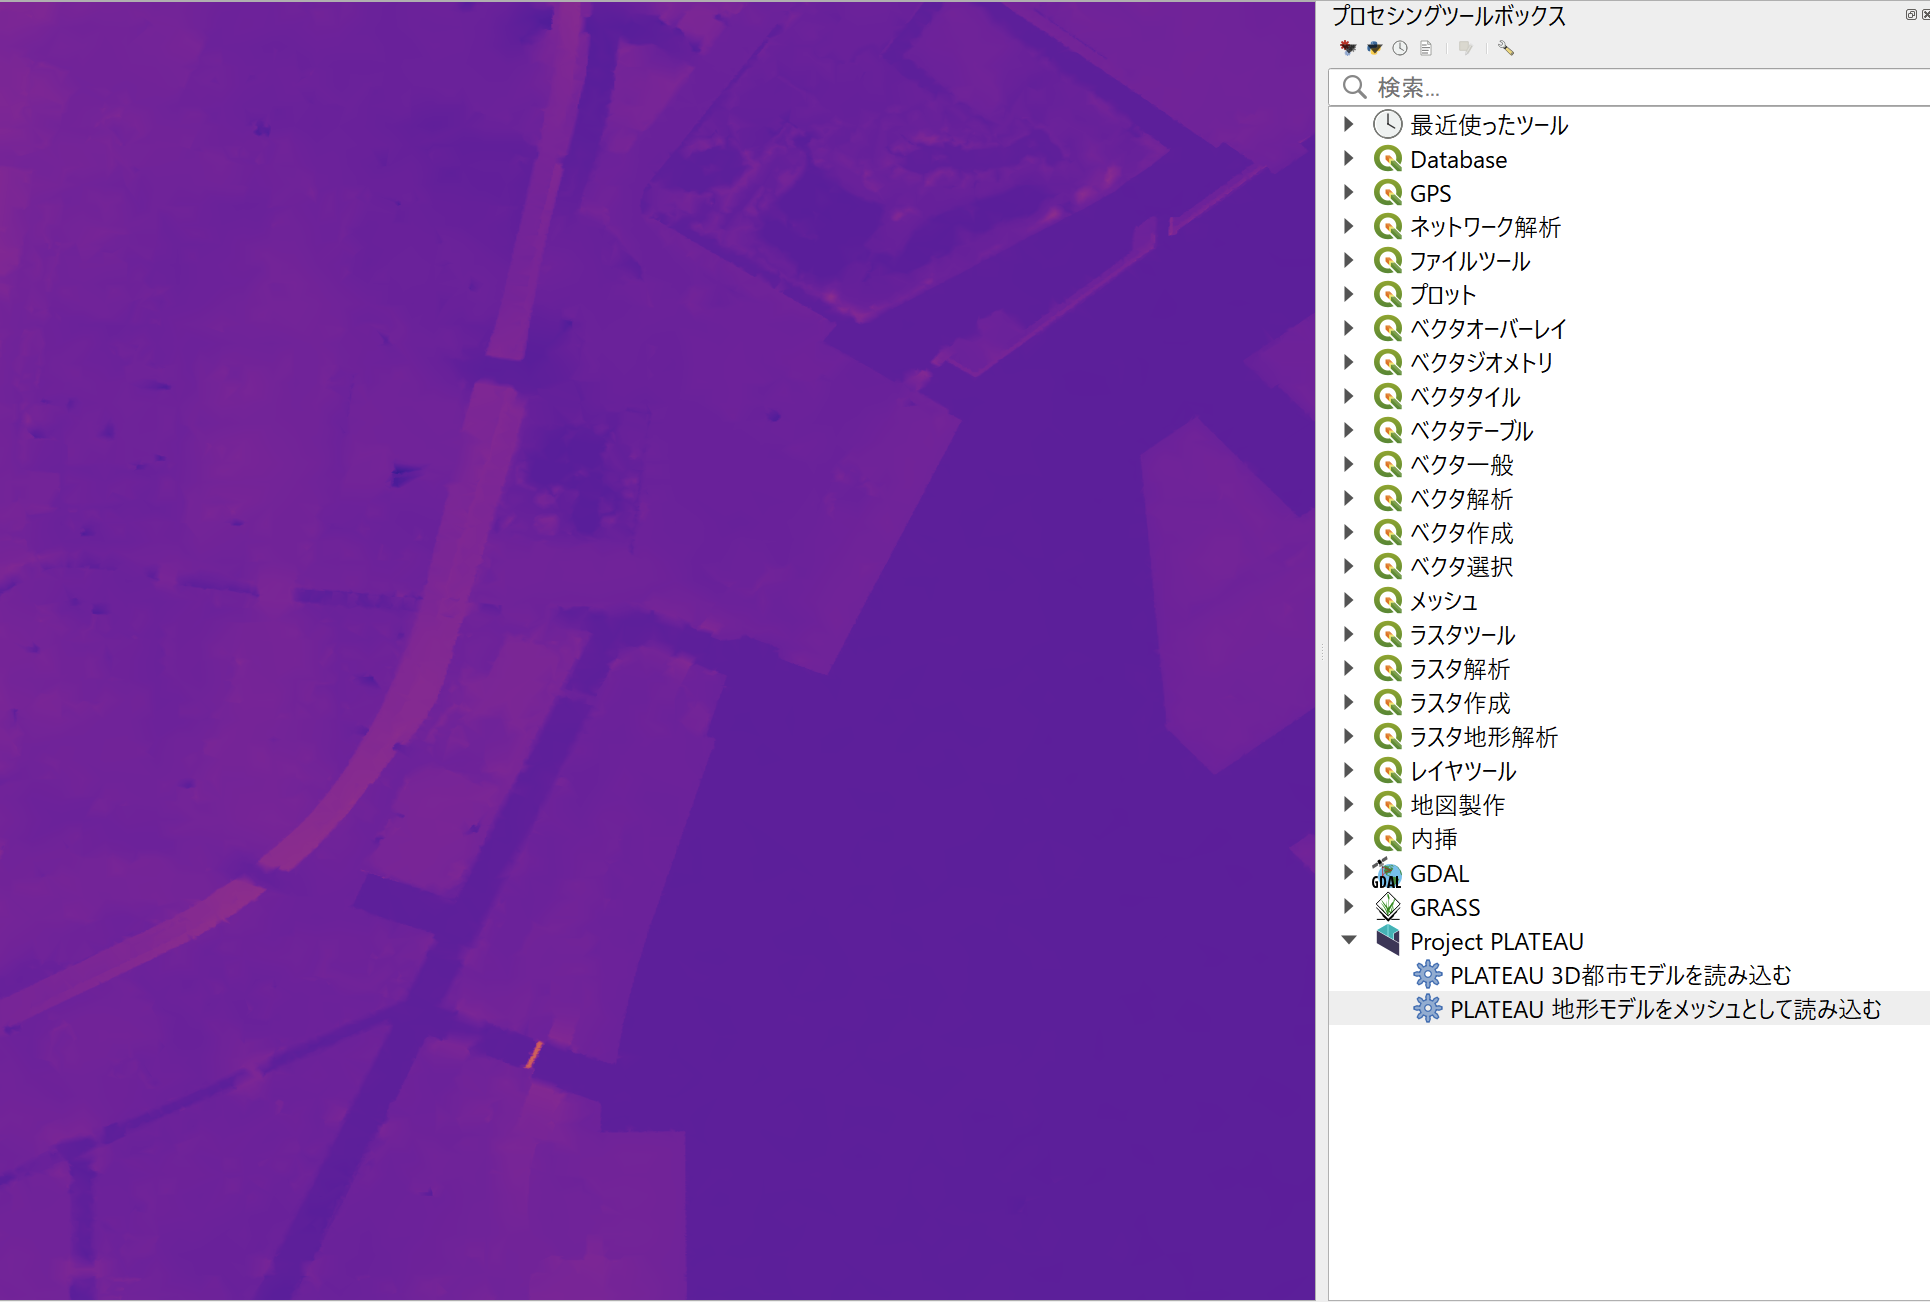 プロセシングツールボックス
検索...
最近使ったツール
Database
GPS
ネットワーク解析
ファイルツール
プロット
ベクタオーバーレイ
ベクタジオメトリ
ベクタタイル
ベクタテーブル
ベクタ一般
ベクタ解析
ベクタ作成
ベクタ選択
メッシュ
ラスタツール
ラスタ解析
ラスタ作成
ラスタ地形解析
レイヤツール
地図製作
内挿
GDAL GDAL
GRASS
Project PLATEAU
PLATEAU 3D都市モデルを読み込む
PLATEAU 地形モデルをメッシュとして読み込む